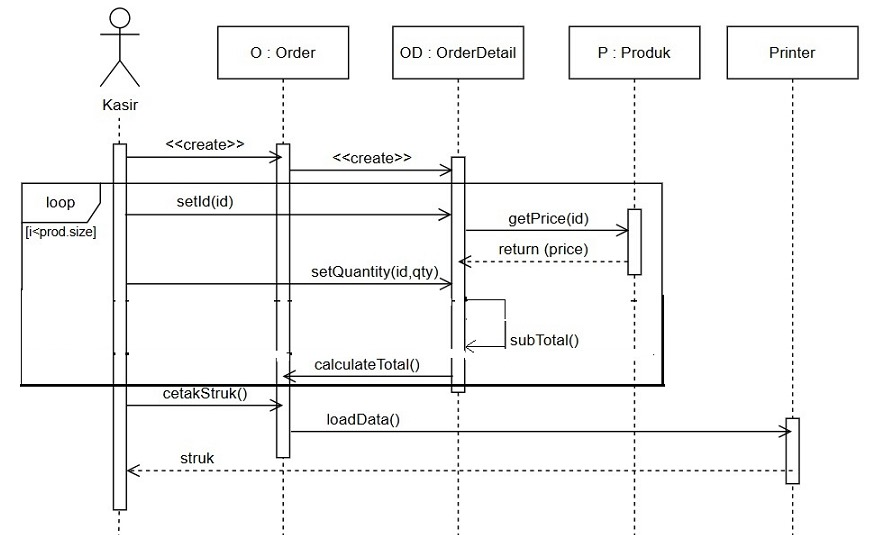 O : Order
OD : OrderDetail
P : Produk
Printer
Kasir
<<create>>
<<create>>
loop
[i<prod.size]
setId(id)
getPrice(id)
return (price)
setQuantity(id,qty)
subTotal()
calculateTotal()
cetakStruk()
loadData()
struk